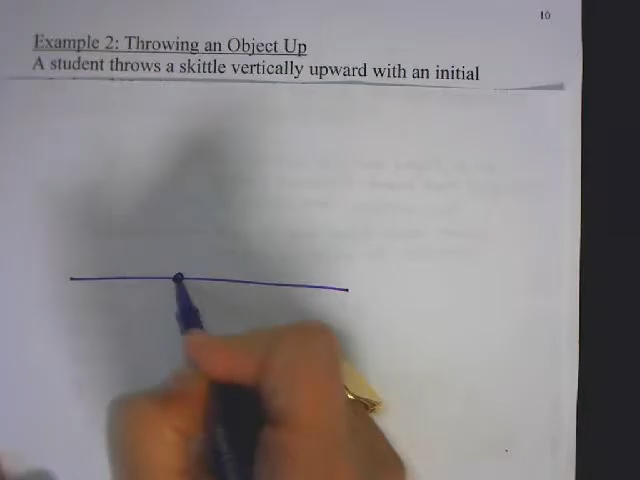 10
Example 2: Throwing an Object Up
A student throws a skittle vertically upward with an initial